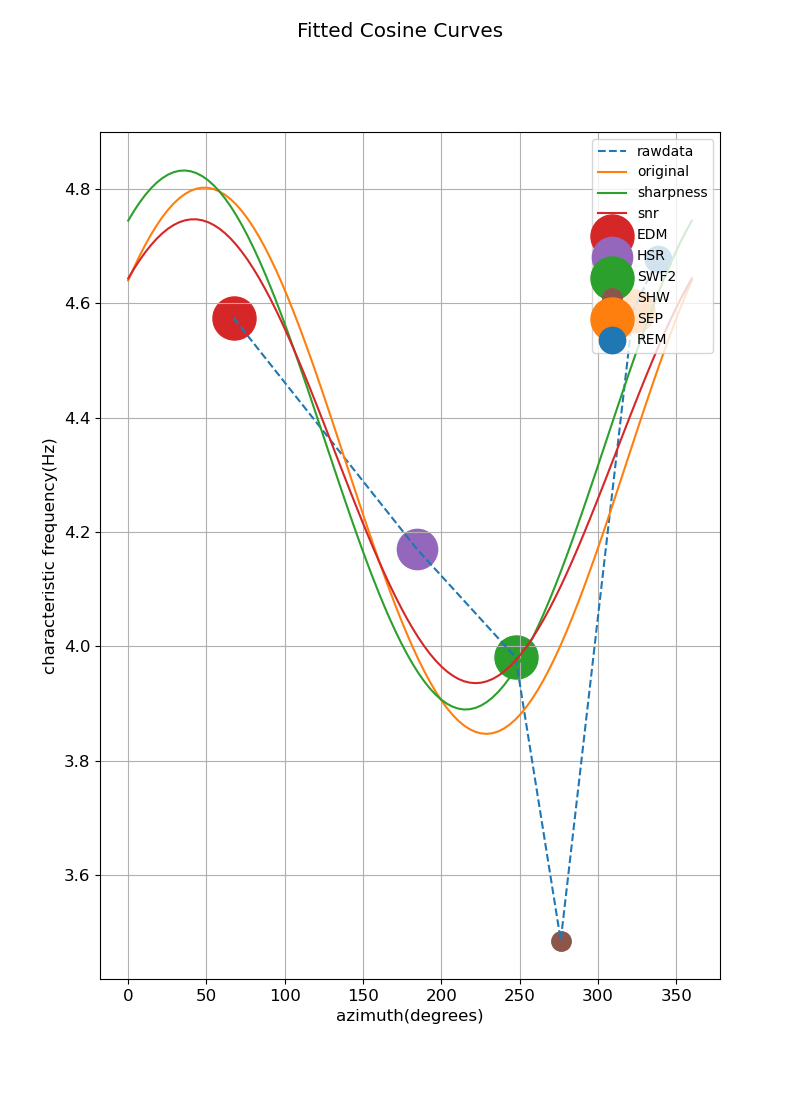 Fitted Cosine Curves
rawdata
original
sharpness
snr
EDM
HSR
SWF2
SHW
SEP
REM
4.8
4.6
4.4
4.2
4.0
3.8
3.6
characteristic frequency(Hz)
0 50 100 150 200 250 300 350
azimuth(degrees)